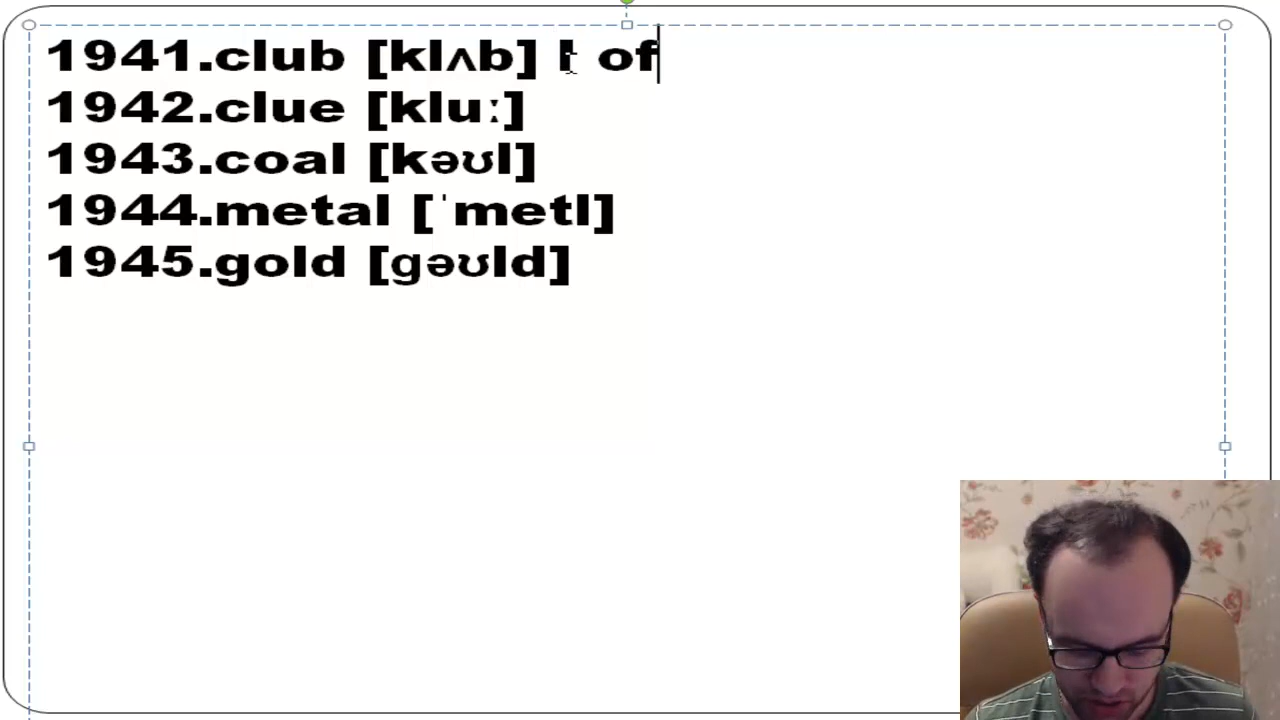 1941.club [klʌb] I of
1942.clue [kluː]
1943.coal [kəʊl]
1944.metal [ˈmetl]
1945.gold [gəʊld]